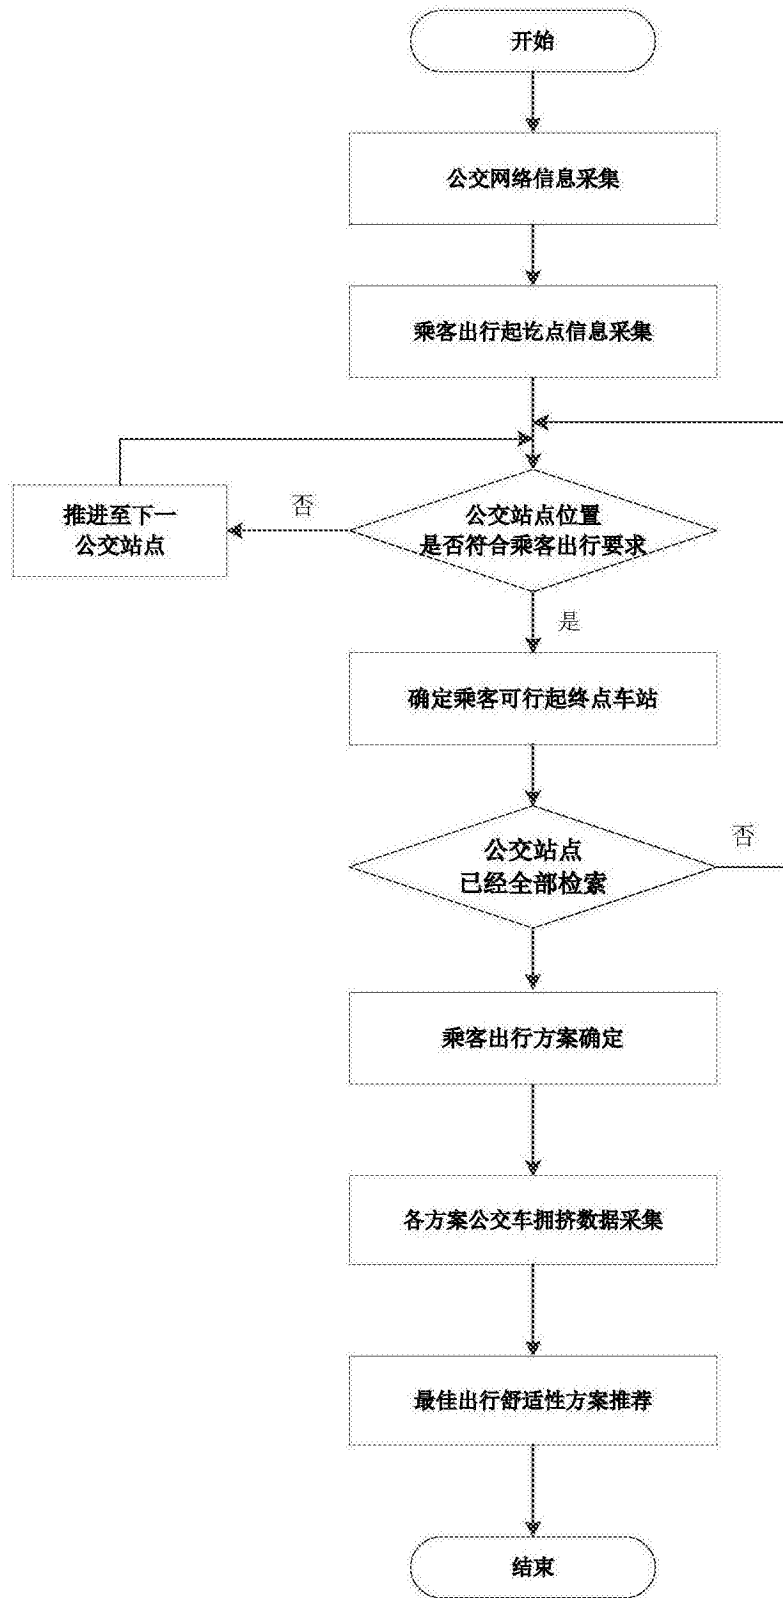 开始
公交网络信息采集
乘客出行起讫点信息采集
推进至下一
公交站点
否
公交站点位置
是否符合乘客出行要求
是
确定乘客可行起终点车站
公交站点
已经全部检索
否
乘客出行方案确定
各方案公交车拥挤数据采集
最佳出行舒适性方案推荐
结束